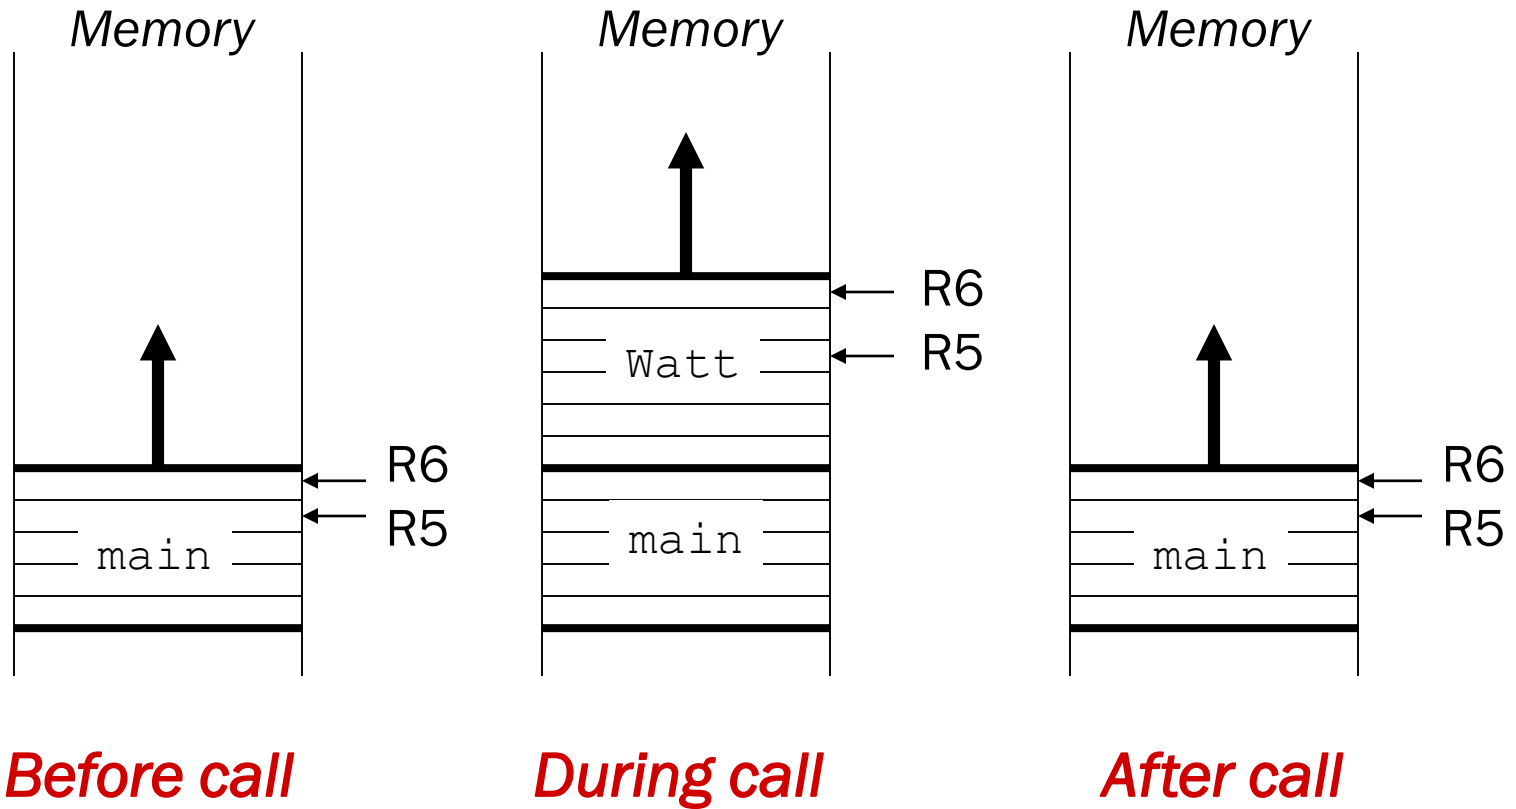 Memory
Memory
Memory
R6
R5
Watt
R6
R5
main
main
R6
R5
main
Before call
During call
After call